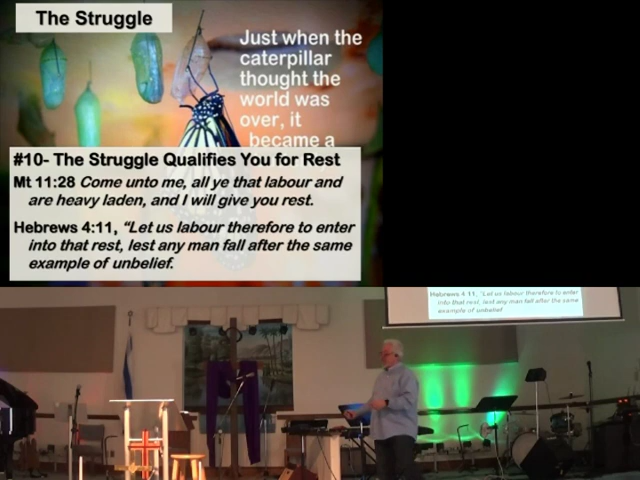 The Struggle
Just when the
caterpillar
thought the
world was
over, it
became a
#10- The Struggle Qualifies You for Rest
Mt 11:28 Come unto me, all ye that labour and
are heavy laden, and I will give you rest.
Hebrews 4:11, “Let us labour therefore to enter
into that rest, lest any man fall after the same
example of unbelief.
Hebrews 4:11, “Let us labour therefore to enter
into that rest, lest any man fall after the same
example of unbelief